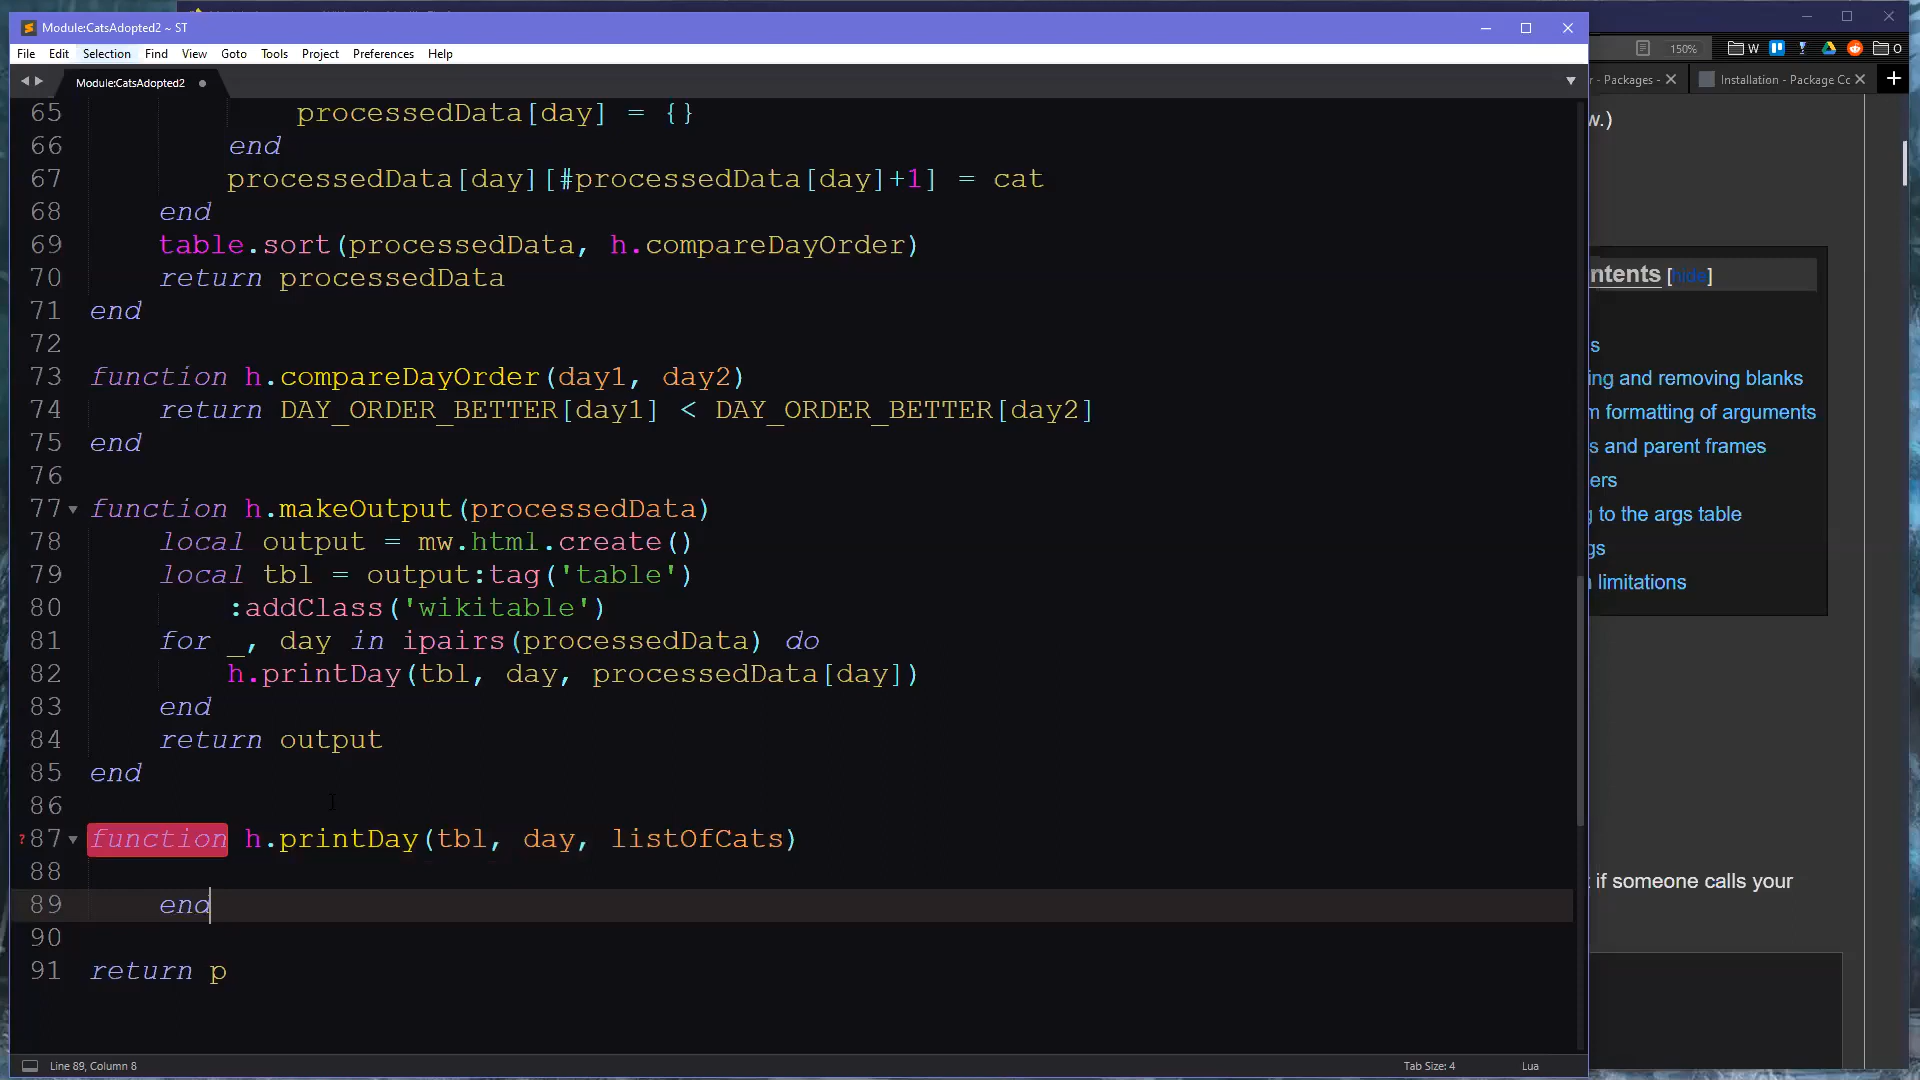 Module:CatsAdopted2 ~ ST
File Edit Selection Find View Goto Tools Project Preferences Help
Module:CatsAdopted2
65 processedData[day] = {}
66 end
67 processedData[day][#processedData[day]+1] = cat
68 end
69 table.sort(processedData, h.compareDayOrder)
70 return processedData
71 end
72
73 function h.compareDayOrder(day1, day2)
74 return DAY_ORDER_BETTER[day1] < DAY_ORDER_BETTER[day2]
75 end
76
77 function h.makeOutput(processedData)
78 local output = mw.html.create()
79 local tbl = output:tag('table')
80 :addClass('wikitable')
81 for _, day in ipairs(processedData) do
82 h.printDay(tbl, day, processedData[day])
83 end
84 return output
85 end
86
?87 function h.printDay(tbl, day, listOfCats)
88
89 end
90
91 return p
Line 89, Column 8 Tab Size: 4 Lua
150% W O
r - Packages - Installation - Package Cc
w.)
ntents [hide]
s
ing and removing blanks
m formatting of arguments
s and parent frames
ers
g to the args table
gs
n limitations
t if someone calls your